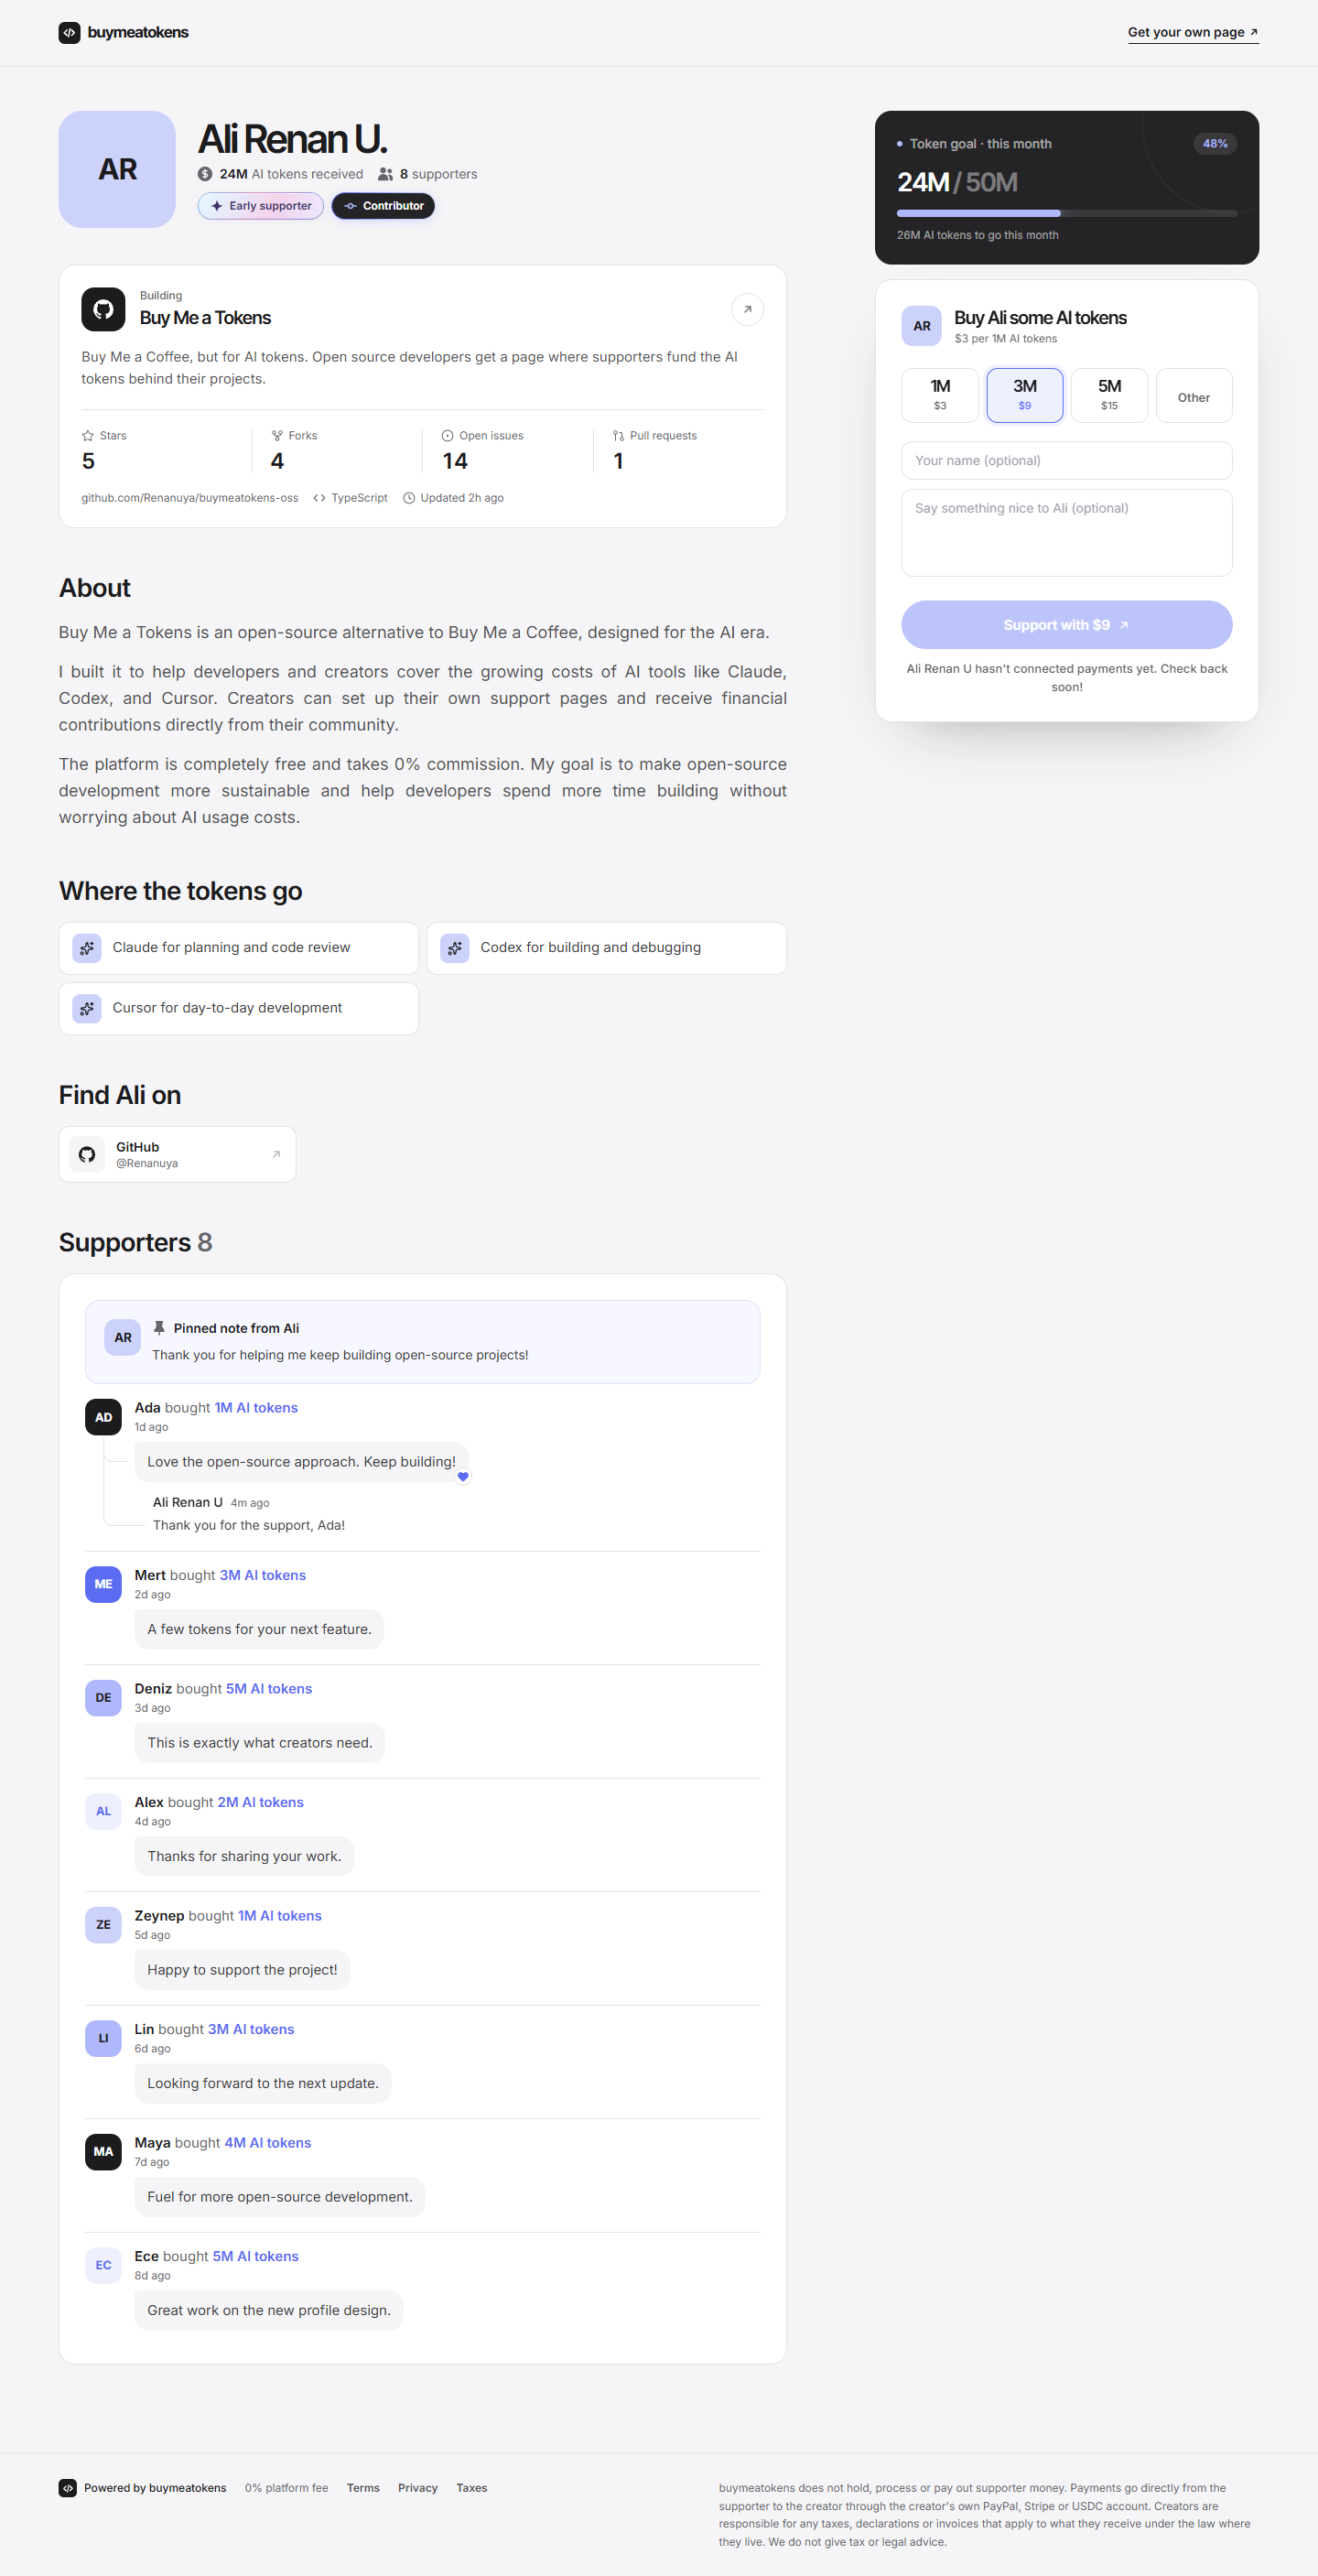 buymeatokens
Get your own page
AR
Ali Renan U.
24M AI tokens received 8 supporters
Early supporter
Contributor
Building
Buy Me a Tokens
Buy Me a Coffee, but for AI tokens. Open source developers get a page where supporters fund the AI
tokens behind their projects.
Stars
5
Forks
4
Open issues
14
Pull requests
1
github.com/Renanuya/buymeatokens-oss TypeScript Updated 2h ago
About
Buy Me a Tokens is an open-source alternative to Buy Me a Coffee, designed for the AI era.
I built it to help developers and creators cover the growing costs of AI tools like Claude,
Codex, and Cursor. Creators can set up their own support pages and receive financial
contributions directly from their community.
The platform is completely free and takes 0% commission. My goal is to make open-source
development more sustainable and help developers spend more time building without
worrying about AI usage costs.
Where the tokens go
Claude for planning and code review
Codex for building and debugging
Cursor for day-to-day development
Find Ali on
GitHub
@Renanuya
Supporters 8
AR
Pinned note from Ali
Thank you for helping me keep building open-source projects!
AD
Ada bought 1M AI tokens
1d ago
Love the open-source approach. Keep building!
Ali Renan U 4m ago
Thank you for the support, Ada!
ME
Mert bought 3M AI tokens
2d ago
A few tokens for your next feature.
DE
Deniz bought 5M AI tokens
3d ago
This is exactly what creators need.
AL
Alex bought 2M AI tokens
4d ago
Thanks for sharing your work.
ZE
Zeynep bought 1M AI tokens
5d ago
Happy to support the project!
LI
Lin bought 3M AI tokens
6d ago
Looking forward to the next update.
MA
Maya bought 4M AI tokens
7d ago
Fuel for more open-source development.
EC
Ece bought 5M AI tokens
8d ago
Great work on the new profile design.
Token goal · this month
48%
24M / 50M
26M AI tokens to go this month
AR
Buy Ali some AI tokens
$3 per 1M AI tokens
1M
$3
3M
$9
5M
$15
Other
Your name (optional)
Say something nice to Ali (optional)
Support with $9
Ali Renan U hasn't connected payments yet. Check back
soon!
Powered by buymeatokens 0% platform fee Terms Privacy Taxes
buymeatokens does not hold, process or pay out supporter money. Payments go directly from the
supporter to the creator through the creator's own PayPal, Stripe or USDC account. Creators are
responsible for any taxes, declarations or invoices that apply to what they receive under the law where
they live. We do not give tax or legal advice.